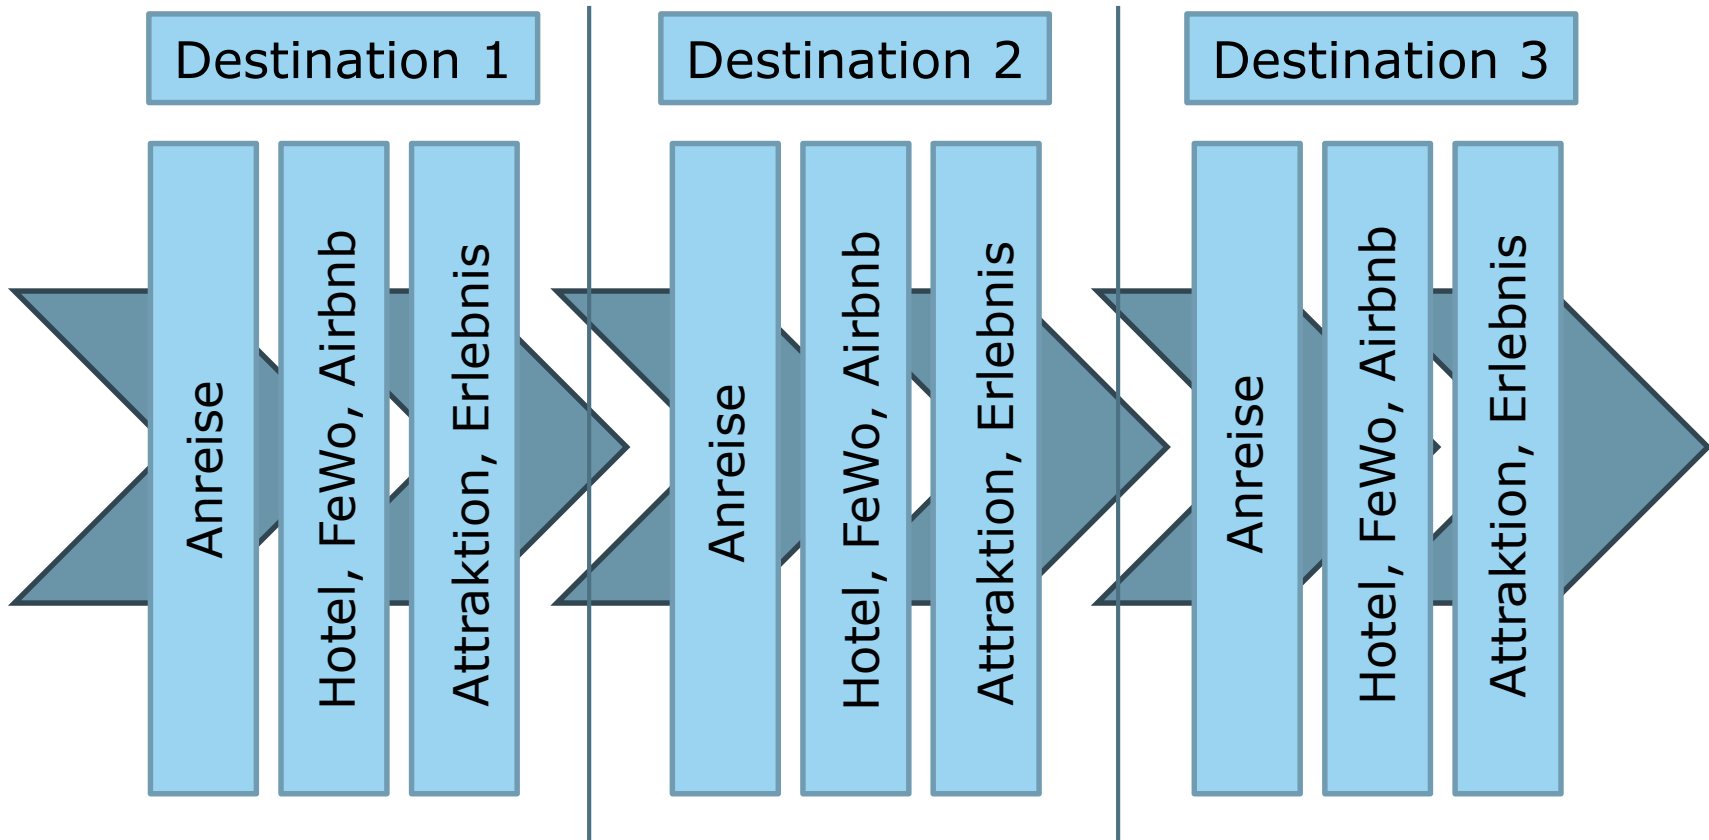 Destination 1
Anreise
Hotel, FeWo, Airbnb
Attraktion, Erlebnis
Destination 2
Anreise
Hotel, FeWo, Airbnb
Attraktion, Erlebnis
Destination 3
Anreise
Hotel, FeWo, Airbnb
Attraktion, Erlebnis